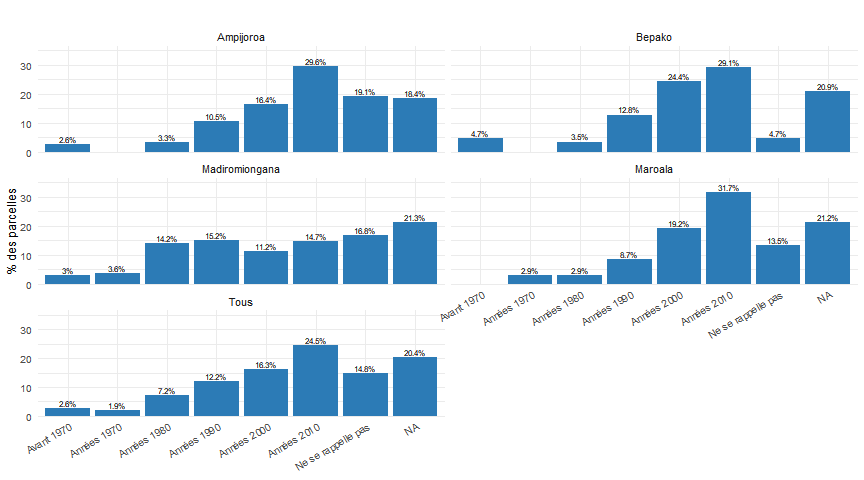 Ampijoroa
Bepako
30
20
10
0
2.6%
3.3%
10.5%
16.4%
29.6%
19.1%
18.4%
4.7%
3.5%
12.8%
24.4%
29.1%
4.7%
20.9%
% des parcelles
Madiromiongana
Maroala
30
20
10
0
3%
3.6%
14.2%
15.2%
11.2%
14.7%
16.8%
21.3%
2.9%
2.9%
8.7%
19.2%
31.7%
13.5%
21.2%
Avant 1970
Années 1970
Années 1980
Années 1990
Années 2000
Années 2010
Ne se rappelle pas
NA
Tous
30
20
10
0
2.6%
1.9%
7.2%
12.2%
16.3%
24.5%
14.8%
20.4%
Avant 1970
Années 1970
Années 1980
Années 1990
Années 2000
Années 2010
Ne se rappelle pas
NA